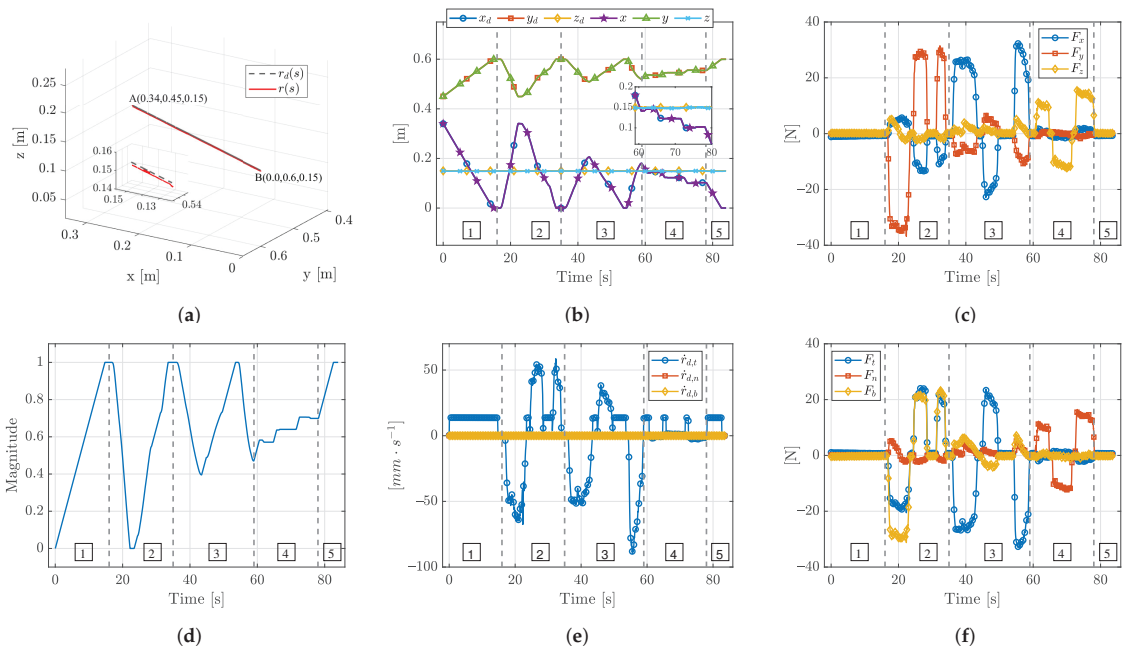 r_d(s)
r(s)
A(0.34,0.45,0.15)
B(0.0,0.6,0.15)
z [m]
0.25
0.2
0.15
0.1
0.05
0.16
0.15
0.14
0.15
0.13
0.54
0.3
0.2
0.1
0
0.6
0.5
0.4
x [m]
y [m]
(a)
x_d y_d z_d x y z
[m]
0.6
0.4
0.2
0
0.2
0.15
0.1
60 70 80
1 2 3 4 5
0 20 40 60 80
Time [s]
(b)
F_x
F_y
F_z
[N]
40
20
0
−20
−40
1 2 3 4 5
0 20 40 60 80
Time [s]
(c)
Magnitude
1
0.8
0.6
0.4
0.2
0
1 2 3 4 5
0 20 40 60 80
Time [s]
(d)
ṙ_{d,t}
ṙ_{d,n}
ṙ_{d,b}
[mm · s⁻¹]
50
0
−50
−100
1 2 3 4 5
0 20 40 60 80
Time [s]
(e)
F_t
F_n
F_b
[N]
40
20
0
−20
−40
1 2 3 4 5
0 20 40 60 80
Time [s]
(f)